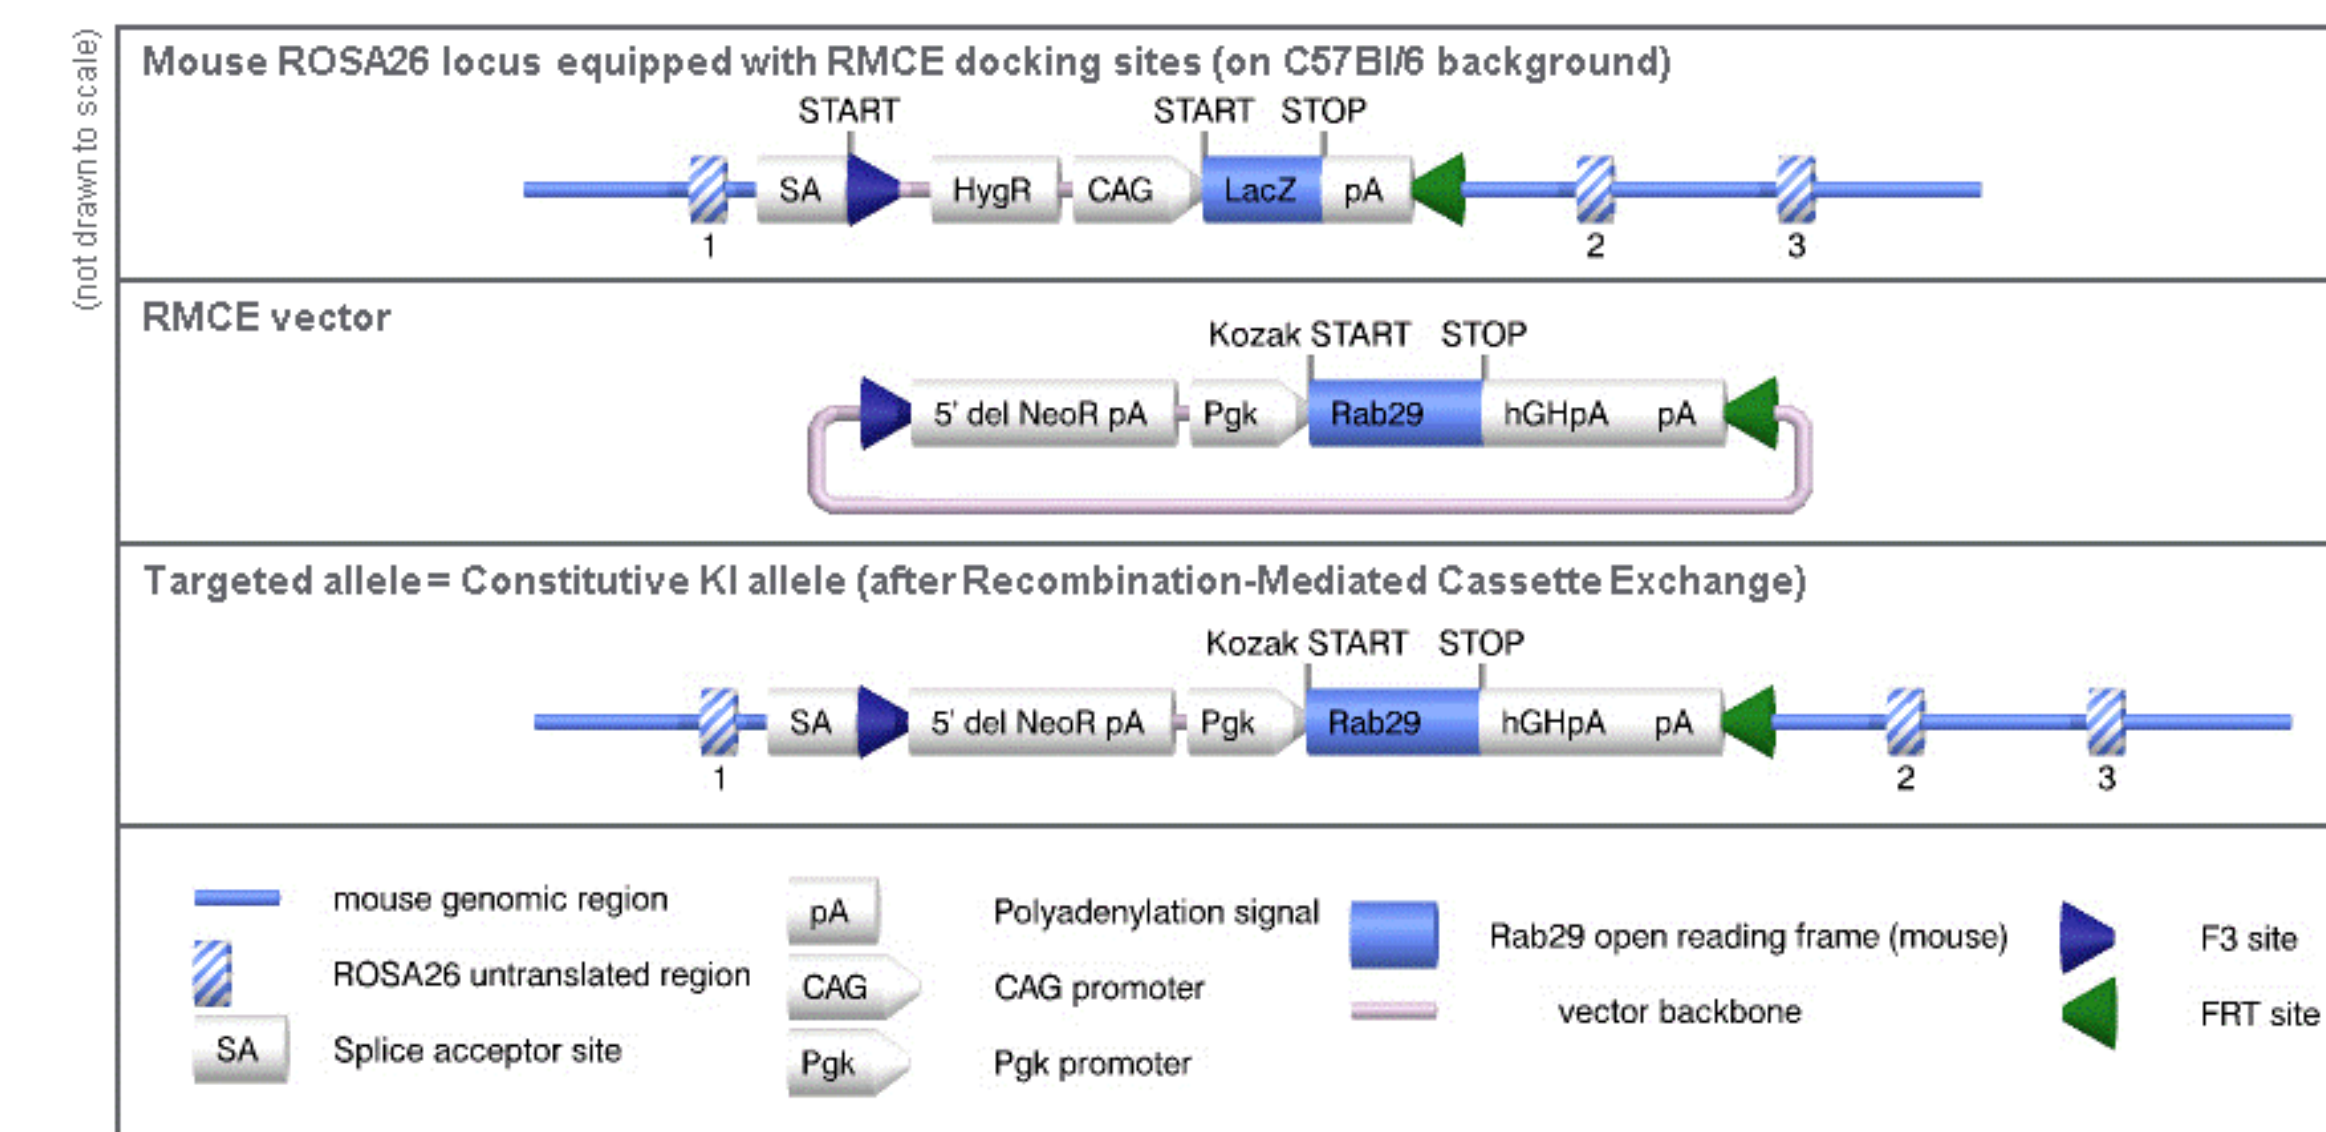 (not drawn to scale)
Mouse ROSA26 locus equipped with RMCE docking sites (on C57Bl/6 background)
START START STOP
SA HygR CAG LacZ pA
1 2 3
RMCE vector
Kozak START STOP
5' del NeoR pA Pgk Rab29 hGHpA pA
Targeted allele= Constitutive KI allele (after Recombination-Mediated Cassette Exchange)
Kozak START STOP
SA 5' del NeoR pA Pgk Rab29 hGHpA pA
1 2 3
mouse genomic region
ROSA26 untranslated region
SA Splice acceptor site
pA Polyadenylation signal
CAG CAG promoter
Pgk Pgk promoter
Rab29 open reading frame (mouse)
vector backbone
F3 site
FRT site